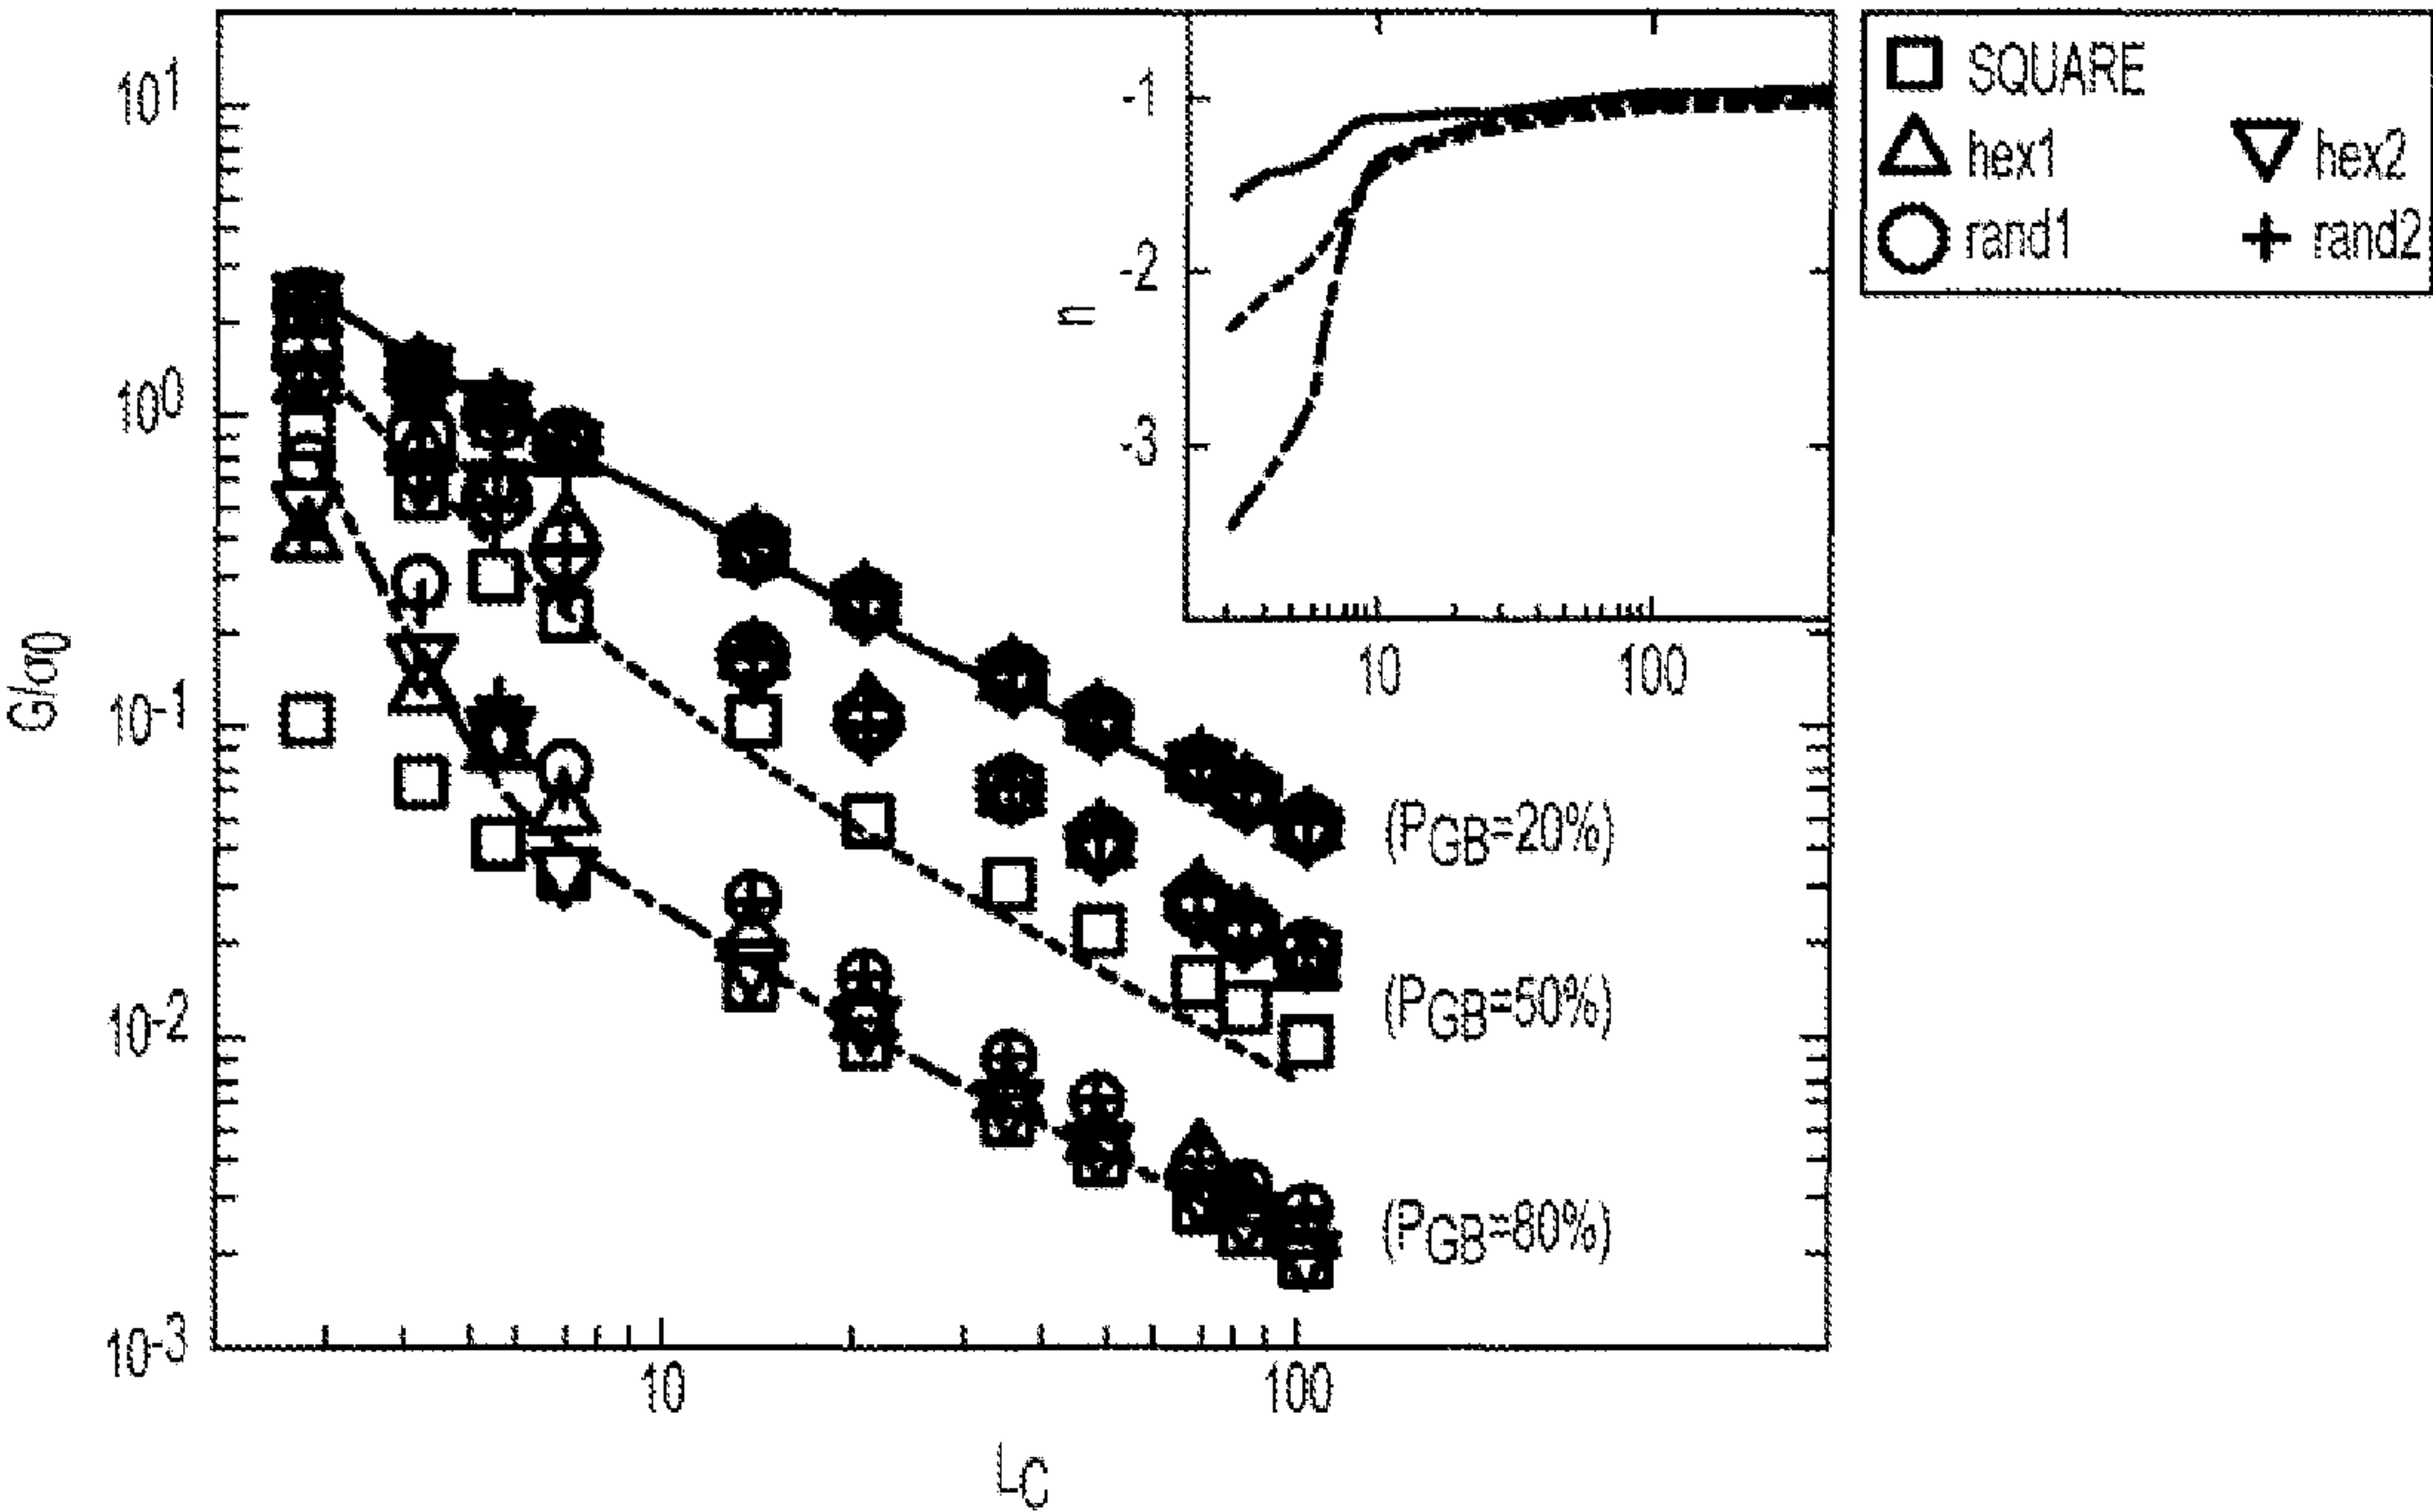 10^1
10^0
10^-1
10^-2
10^-3
G/σ0
10
100
LC
-1
-2
-3
n
10
100
(PGB=20%)
(PGB=50%)
(PGB=80%)
SQUARE
hex1 hex2
rand1 rand2